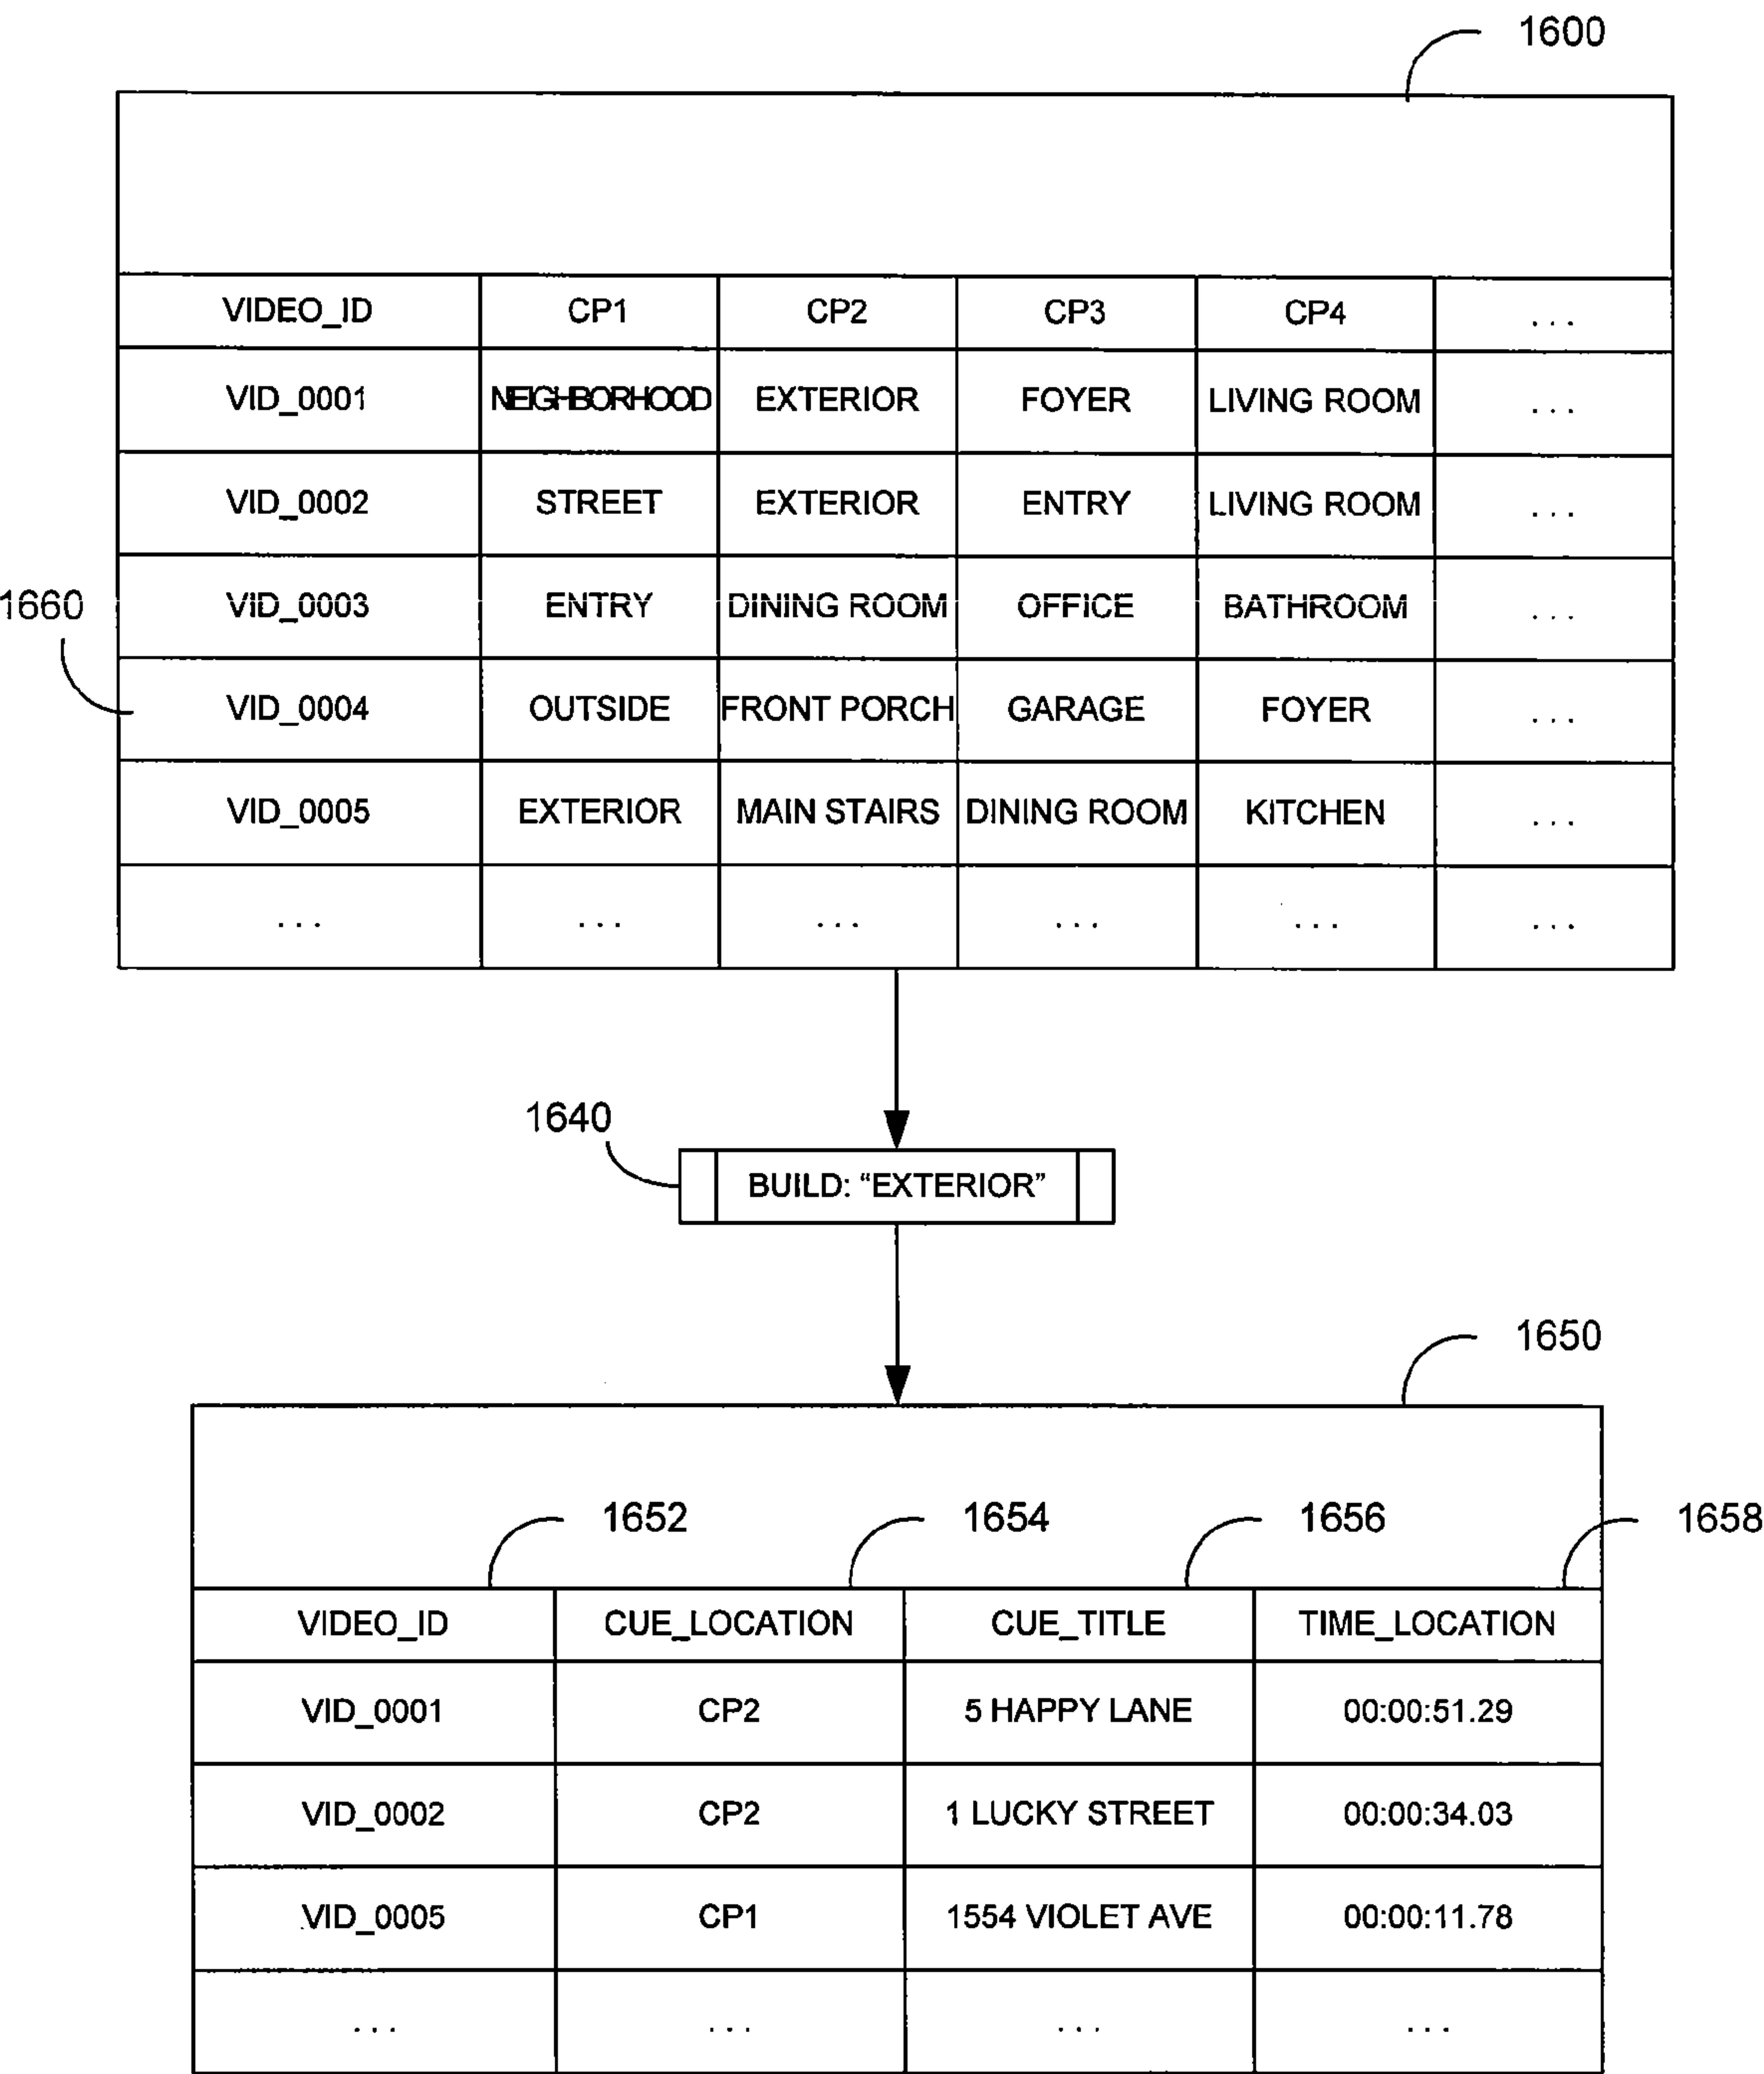 1600
VIDEO_ID CP1 CP2 CP3 CP4 ...
VID_0001 NEIGHBORHOOD EXTERIOR FOYER LIVING ROOM ...
VID_0002 STREET EXTERIOR ENTRY LIVING ROOM ...
1660 VID_0003 ENTRY DINING ROOM OFFICE BATHROOM ...
VID_0004 OUTSIDE FRONT PORCH GARAGE FOYER ...
VID_0005 EXTERIOR MAIN STAIRS DINING ROOM KITCHEN ...
... ... ... ... ... ...
1640
BUILD: “EXTERIOR”
1650
1652 1654 1656 1658
VIDEO_ID CUE_LOCATION CUE_TITLE TIME_LOCATION
VID_0001 CP2 5 HAPPY LANE 00:00:51.29
VID_0002 CP2 1 LUCKY STREET 00:00:34.03
VID_0005 CP1 1554 VIOLET AVE 00:00:11.78
... ... ... ...